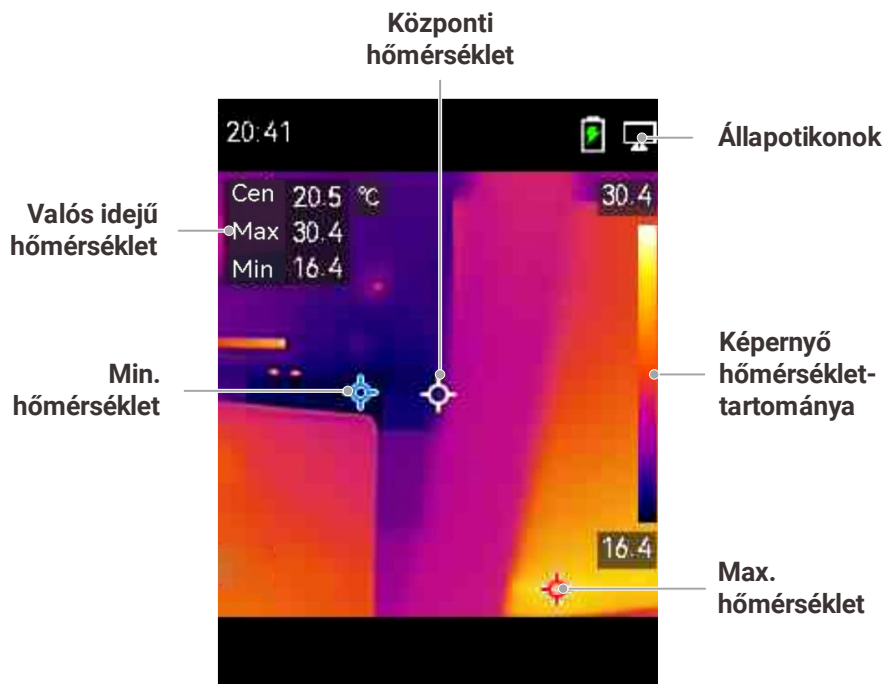 Központi
hőmérséklet
20:41
Állapotikonok
Valós idejű
hőmérséklet
Cen 20.5 °C
Max 30.4
Min 16.4
30.4
Min.
hőmérséklet
Képernyő
hőmérséklet-
tartománya
16.4
Max.
hőmérséklet